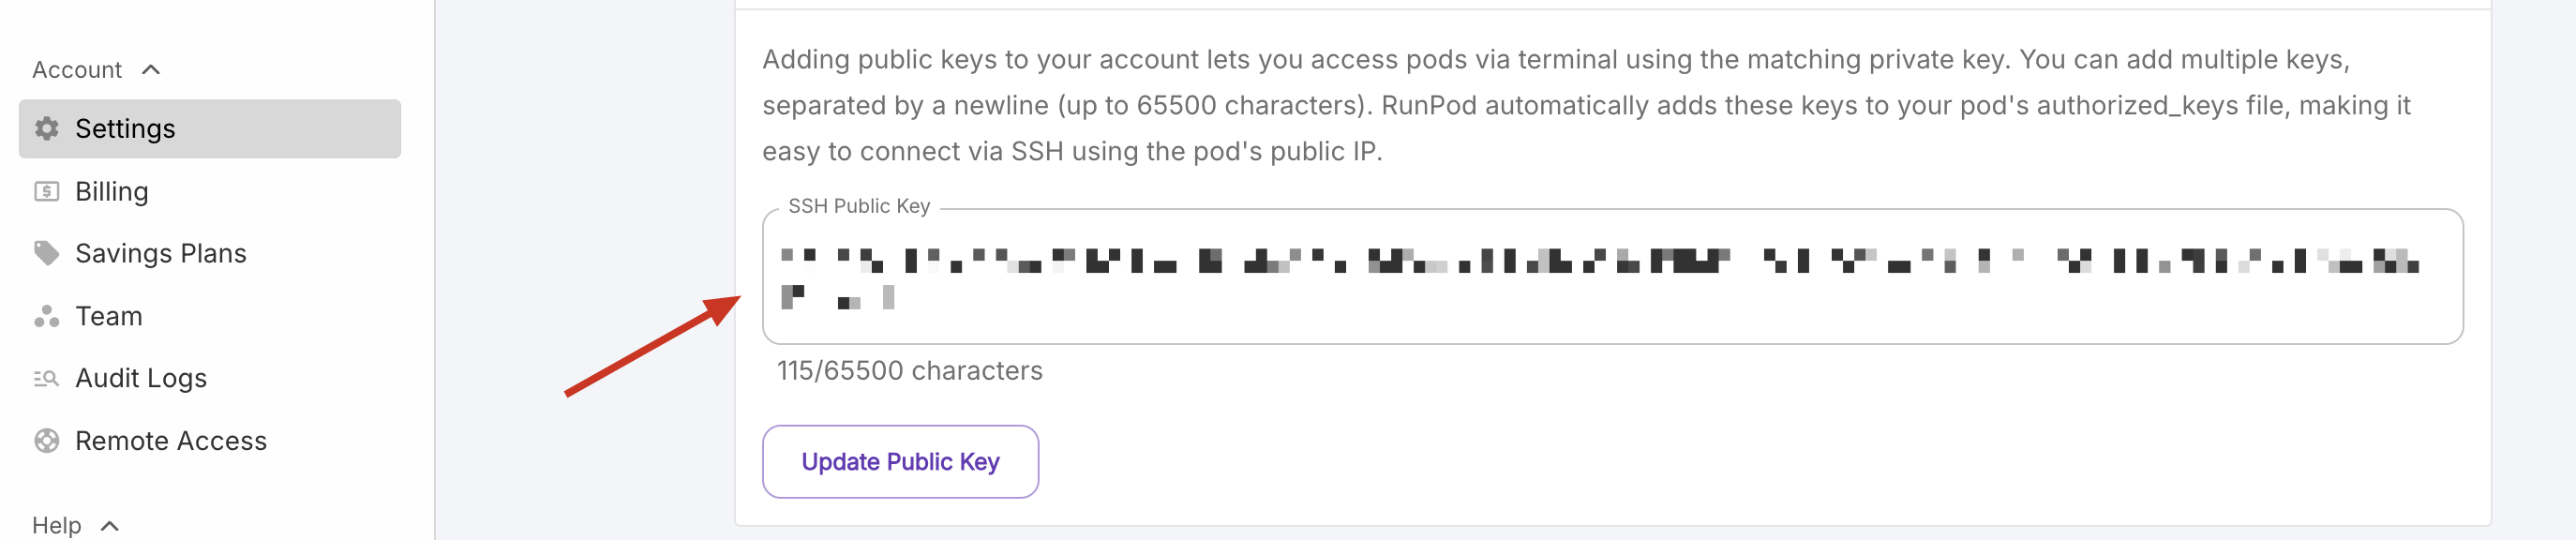 Account
Settings
Billing
Savings Plans
Team
Audit Logs
Remote Access
Help
Adding public keys to your account lets you access pods via terminal using the matching private key. You can add multiple keys,
separated by a newline (up to 65500 characters). RunPod automatically adds these keys to your pod's authorized_keys file, making it
easy to connect via SSH using the pod's public IP.
SSH Public Key
115/65500 characters
Update Public Key